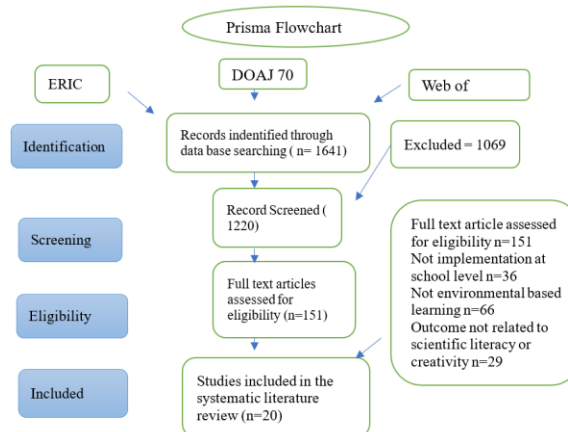 Prisma Flowchart
ERIC
DOAJ 70
Web of
Identification
Records indentified through
data base searching ( n= 1641)
Excluded = 1069
Record Screened (
1220)
Screening
Full text articles
assessed for
eligibility (n=151)
Full text article assessed
for eligibility n=151
Not implementation at
school level n=36
Not environmental based
learning n=66
Outcome not related to
scientific literacy or
creativity n=29
Eligibility
Included
Studies included in the
systematic literature
review (n=20)